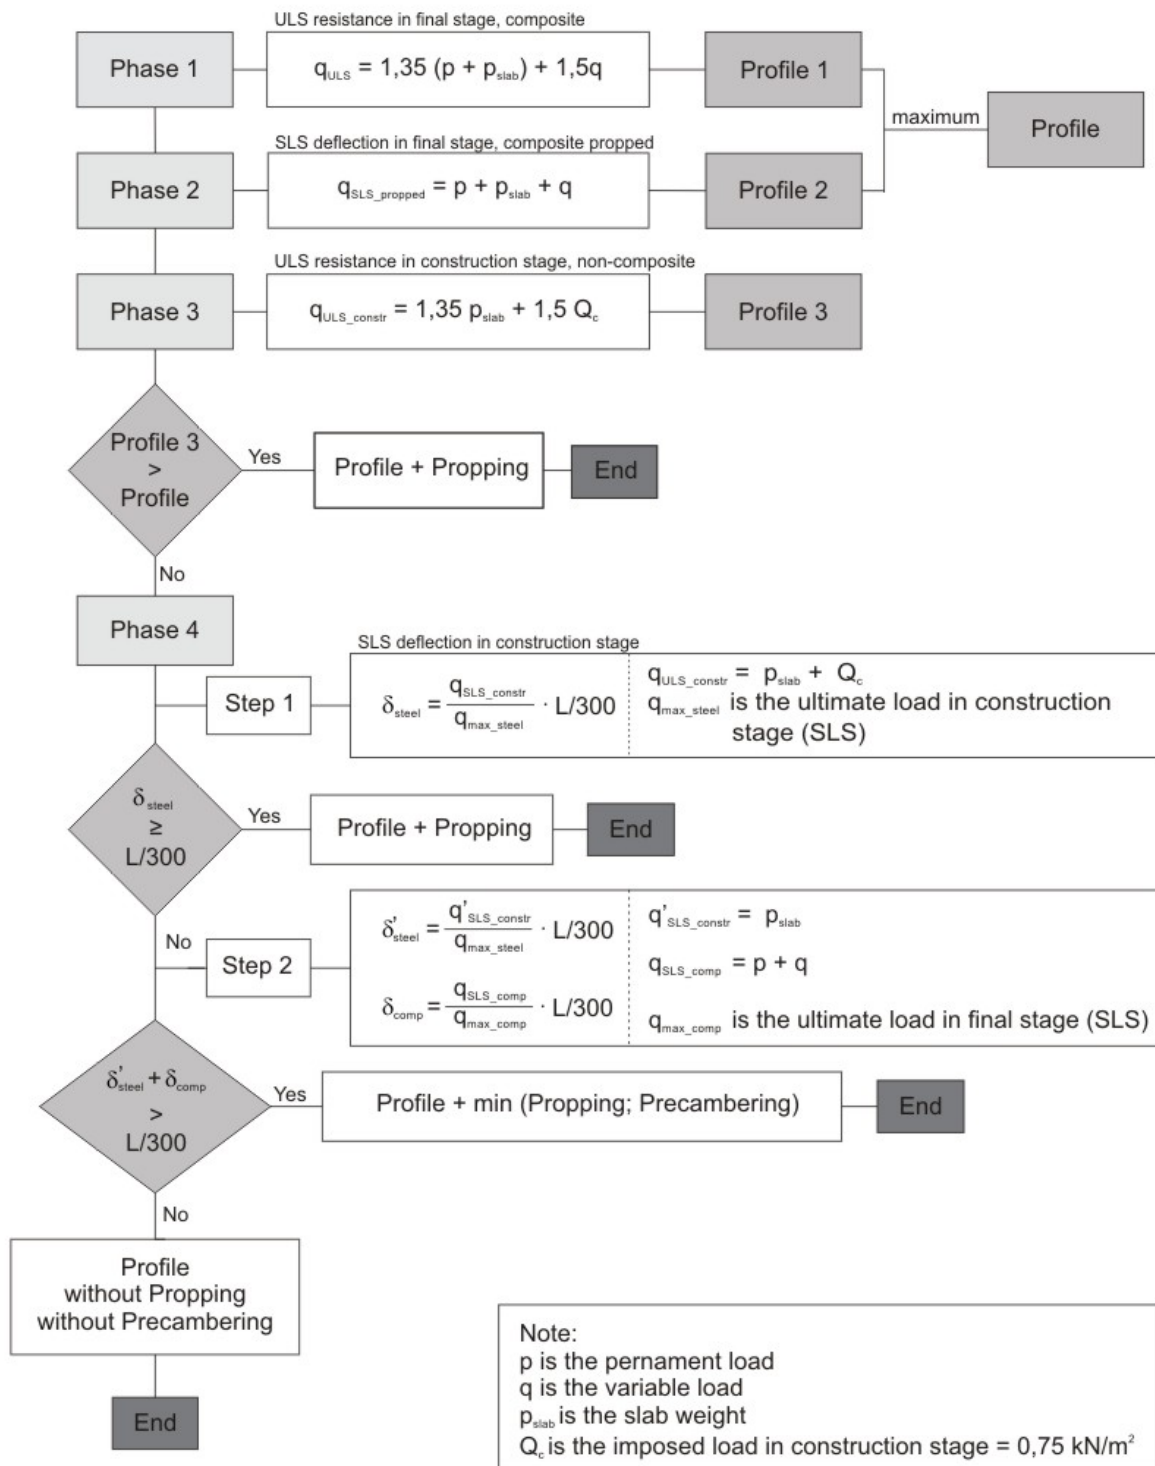 ULS resistance in final stage, composite
Phase 1
q_ULS = 1,35 (p + p_slab) + 1,5q
Profile 1
maximum
Profile
SLS deflection in final stage, composite propped
Phase 2
q_SLS_propped = p + p_slab + q
Profile 2
ULS resistance in construction stage, non-composite
Phase 3
q_ULS_constr = 1,35 p_slab + 1,5 Q_c
Profile 3
Profile 3
>
Profile
Yes
Profile + Propping
End
No
Phase 4
SLS deflection in construction stage
Step 1
δ_steel = q_SLS_constr / q_max_steel · L/300
q_ULS_constr = p_slab + Q_c
q_max_steel is the ultimate load in construction
stage (SLS)
δ_steel
≥
L/300
Yes
Profile + Propping
End
No
Step 2
δ'_steel = q'_SLS_constr / q_max_steel · L/300
q'_SLS_constr = p_slab
q_SLS_comp = p + q
δ_comp = q_SLS_comp / q_max_comp · L/300
q_max_comp is the ultimate load in final stage (SLS)
δ'_steel + δ_comp
>
L/300
Yes
Profile + min (Propping; Precambering)
End
No
Profile
without Propping
without Precambering
End
Note:
p is the pernament load
q is the variable load
p_slab is the slab weight
Q_c is the imposed load in construction stage = 0,75 kN/m²